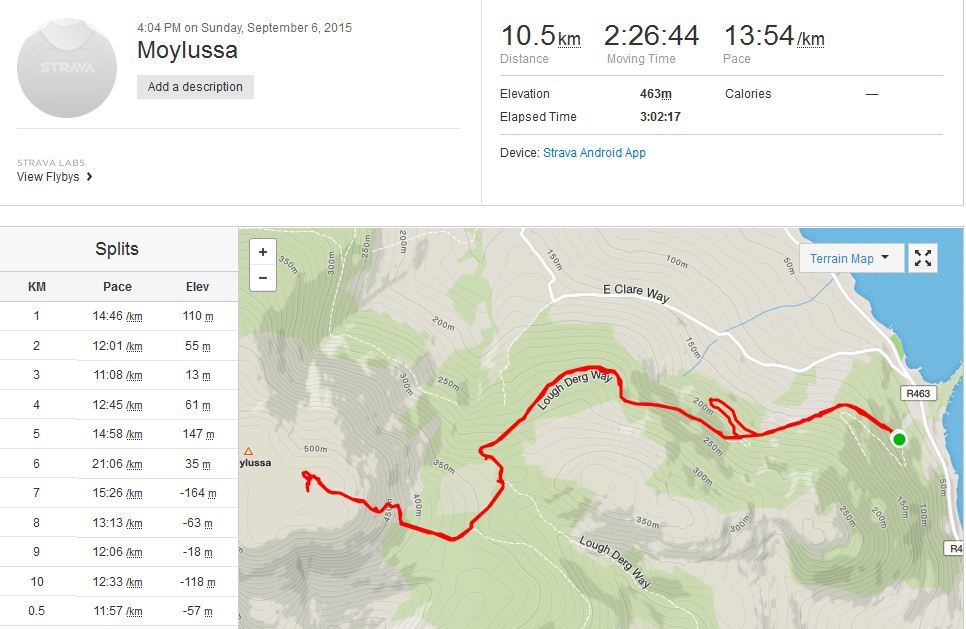 STRAVA
4:04 PM on Sunday, September 6, 2015
Moylussa
Add a description
STRAVA LABS
View Flybys
10.5km 2:26:44 13:54/km
Distance Moving Time Pace
Elevation 463m Calories —
Elapsed Time 3:02:17
Device: Strava Android App
Splits
KM Pace Elev
1 14:46 /km 110 m
2 12:01 /km 55 m
3 11:08 /km 13 m
4 12:45 /km 61 m
5 14:58 /km 147 m
6 21:06 /km 35 m
7 15:26 /km -164 m
8 13:13 /km -63 m
9 12:06 /km -18 m
10 12:33 /km -118 m
0.5 11:57 /km -57 m
+
−
Terrain Map
350m
300m
250m
200m
150m
100m
50m
E Clare Way
200m
150m
300m
250m
Lough Derg Way
R463
200m
250m
500m
ylussa
350m
300m
50m
400m
450m
350m
300m
250m
200m
150m
100m
Lough Derg Way
R4